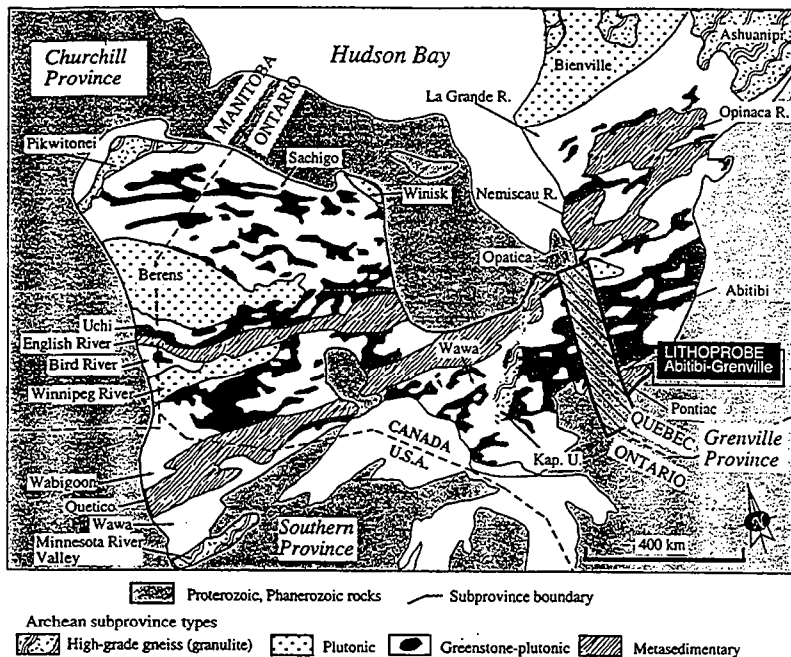 Churchill
Province
Hudson Bay
Ashuanipi
Bienville
MANITOBA
ONTARIO
La Grande R.
Opinaca R.
Pikwitonei
Sachigo
Winisk
Nemiscau R.
Opatica
Berens
Abitibi
Uchi
English River
Bird River
Winnipeg River
Wawa
LITHOPROBE
Abitibi-Grenville
Pontiac
QUEBEC
ONTARIO
Grenville
Province
CANADA
U.S.A.
Kap. U.
Wabigoon
Quetico
Wawa
Minnesota River
Valley
Southern
Province
N
400 km
Proterozoic, Phanerozoic rocks
Subprovince boundary
Archean subprovince types
High-grade gneiss (granulite)
Plutonic
Greenstone-plutonic
Metasedimentary